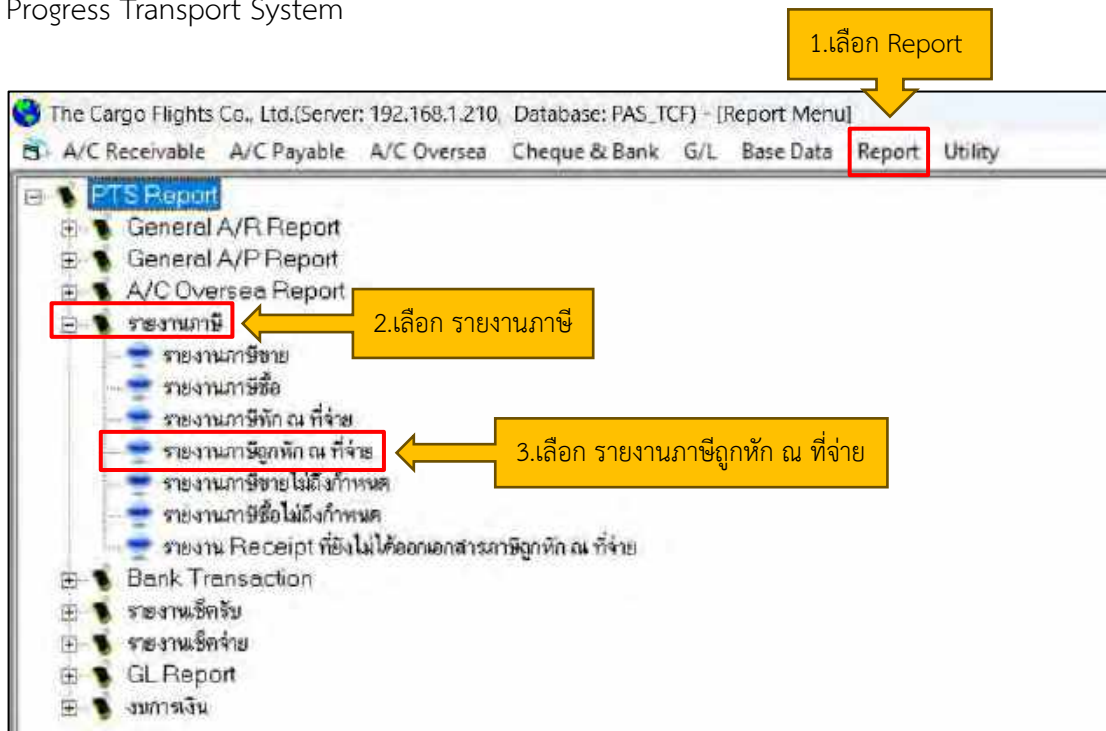 Progress Transport System
1.เลือก Report
The Cargo Flights Co., Ltd.(Server: 192.168.1.210, Database: PAS_TCF) - [Report Menu]
A/C Receivable A/C Payable A/C Oversea Cheque & Bank G/L Base Data Report Utility
PTS Report
General A/R Report
General A/P Report
A/C Oversea Report
รายงานภาษี
2.เลือก รายงานภาษี
รายงานภาษีขาย
รายงานภาษีซื้อ
รายงานภาษีหัก ณ ที่จ่าย
รายงานภาษีถูกหัก ณ ที่จ่าย
3.เลือก รายงานภาษีถูกหัก ณ ที่จ่าย
รายงานภาษีขายไม่ถึงกำหนด
รายงานภาษีซื้อไม่ถึงกำหนด
รายงาน Receipt ที่ยังไม่ได้ออกเอกสารภาษีถูกหัก ณ ที่จ่าย
Bank Transaction
รายงานเช็ครับ
รายงานเช็คจ่าย
GL Report
งบการเงิน